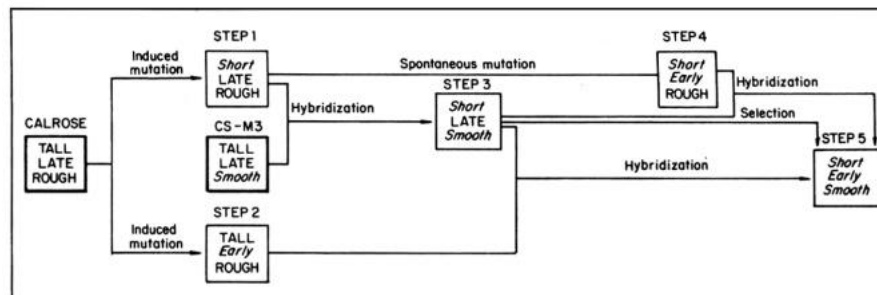 STEP 1
Short
LATE
ROUGH
Induced
mutation
Spontaneous mutation
STEP 4
Short
Early
ROUGH
Hybridization
STEP 3
Short
LATE
Smooth
Hybridization
Selection
CALROSE
TALL
LATE
ROUGH
CS-M3
TALL
LATE
Smooth
STEP 5
Short
Early
Smooth
Hybridization
STEP 2
TALL
Early
ROUGH
Induced
mutation